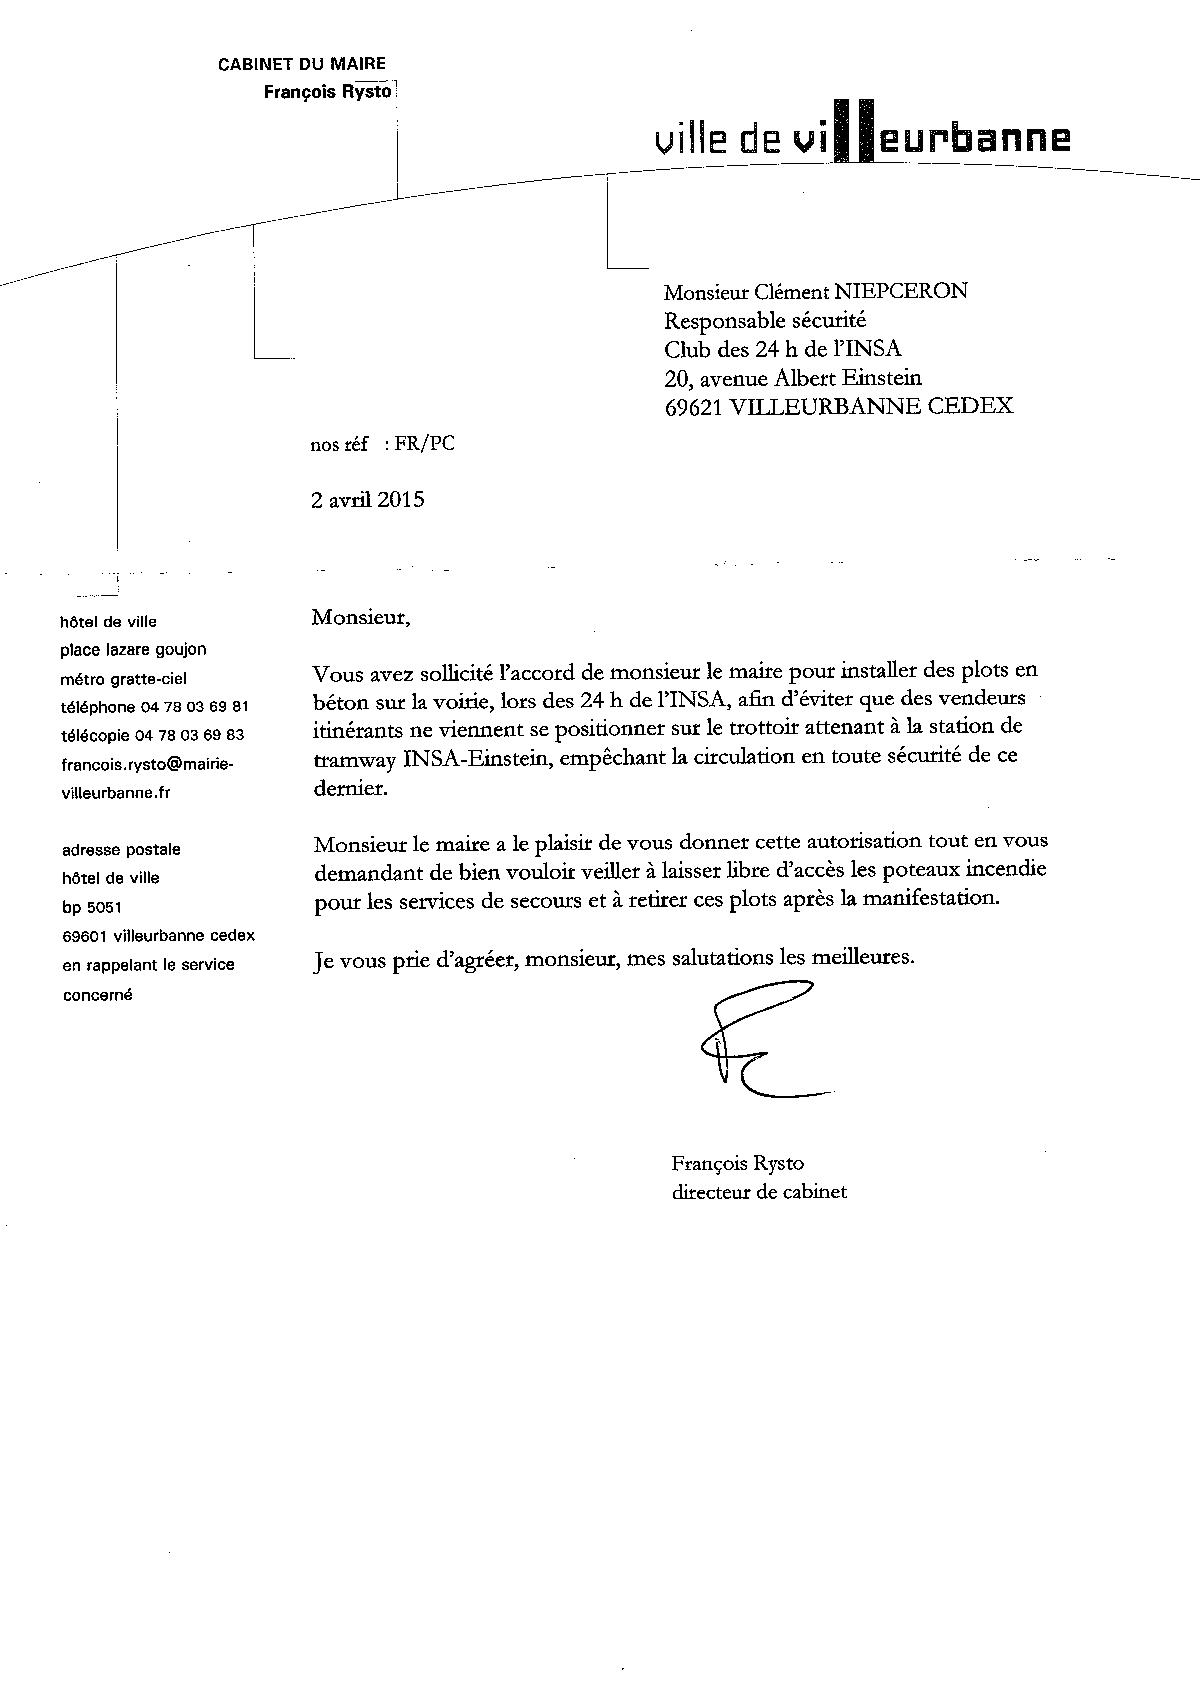 CABINET DU MAIRE
François Rysto
ville de villeurbanne
Monsieur Clément NIEPCERON
Responsable sécurité
Club des 24 h de l'INSA
20, avenue Albert Einstein
69621 VILLEURBANNE CEDEX
nos réf : FR/PC
2 avril 2015
hôtel de ville
place lazare goujon
métro gratte-ciel
téléphone 04 78 03 69 81
télécopie 04 78 03 69 83
francois.rysto@mairie-
villeurbanne.fr
adresse postale
hôtel de ville
bp 5051
69601 villeurbanne cedex
en rappelant le service
concerné
Monsieur,
Vous avez sollicité l'accord de monsieur le maire pour installer des plots en
béton sur la voirie, lors des 24 h de l'INSA, afin d'éviter que des vendeurs
itinérants ne viennent se positionner sur le trottoir attenant à la station de
tramway INSA-Einstein, empêchant la circulation en toute sécurité de ce
dernier.
Monsieur le maire a le plaisir de vous donner cette autorisation tout en vous
demandant de bien vouloir veiller à laisser libre d'accès les poteaux incendie
pour les services de secours et à retirer ces plots après la manifestation.
Je vous prie d'agréer, monsieur, mes salutations les meilleures.
François Rysto
directeur de cabinet